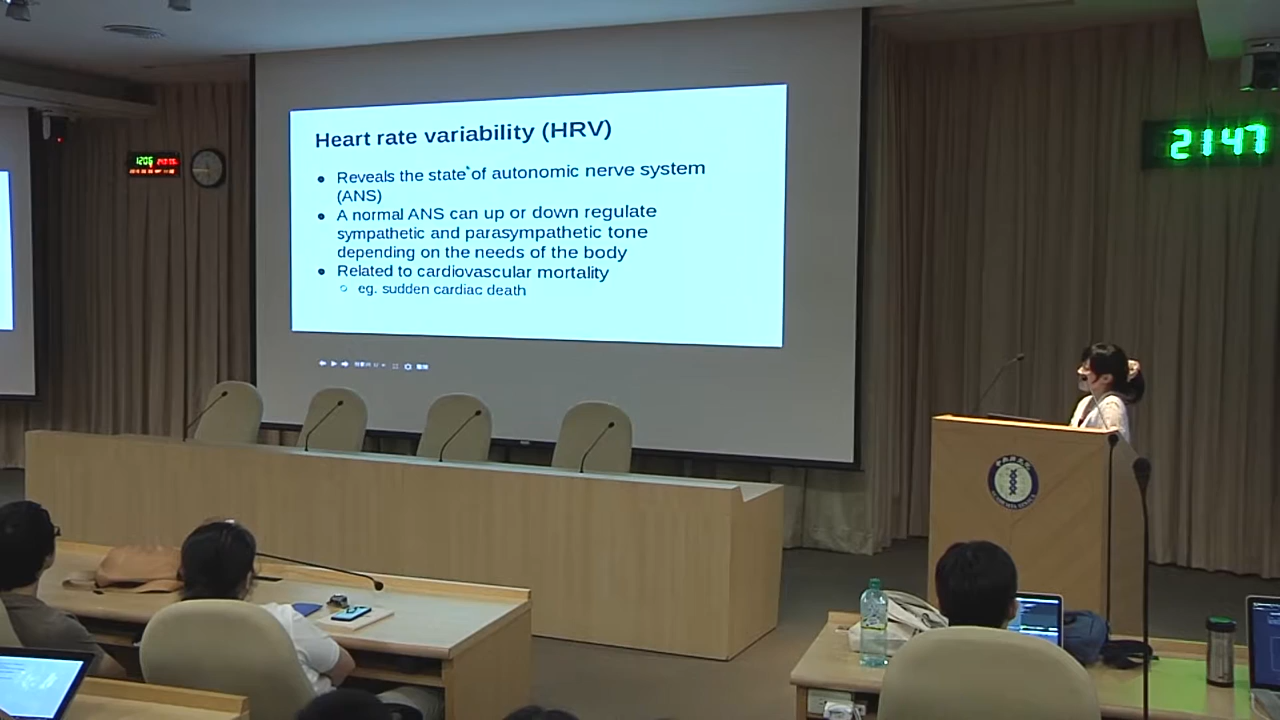 Heart rate variability (HRV)
Reveals the state of autonomic nerve system
(ANS)
A normal ANS can up or down regulate
sympathetic and parasympathetic tone
depending on the needs of the body
Related to cardiovascular mortality
eg. sudden cardiac death
2147
1206